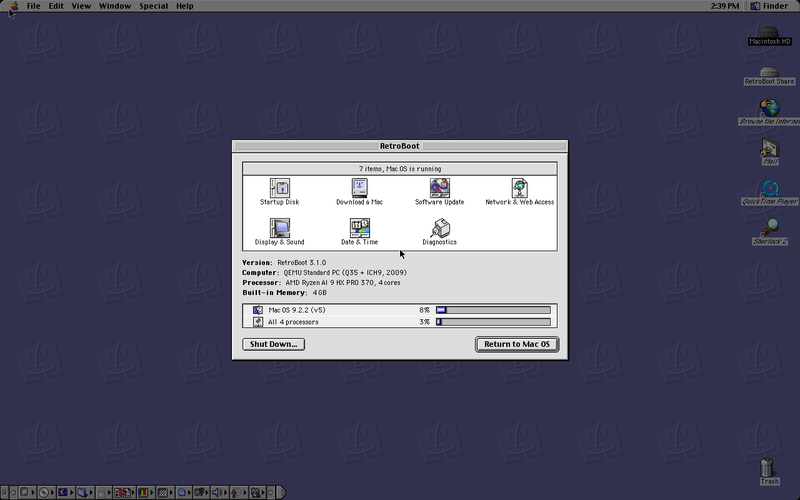 File Edit View Window Special Help 2:39 PM Finder
Macintosh HD
RetroBoot Share
Browse the Internet
Mail
QuickTime Player
Sherlock 2
Trash
RetroBoot
7 items, Mac OS is running
Startup Disk Download a Mac Software Update Network & Web Access
Display & Sound Date & Time Diagnostics
Version: RetroBoot 3.1.0
Computer: QEMU Standard PC (Q35 + ICH9, 2009)
Processor: AMD Ryzen AI 9 HX PRO 370, 4 cores
Built-in Memory: 4 GB
Mac OS 9.2.2 (v5) 8%
All 4 processors 3%
Shut Down... Return to Mac OS